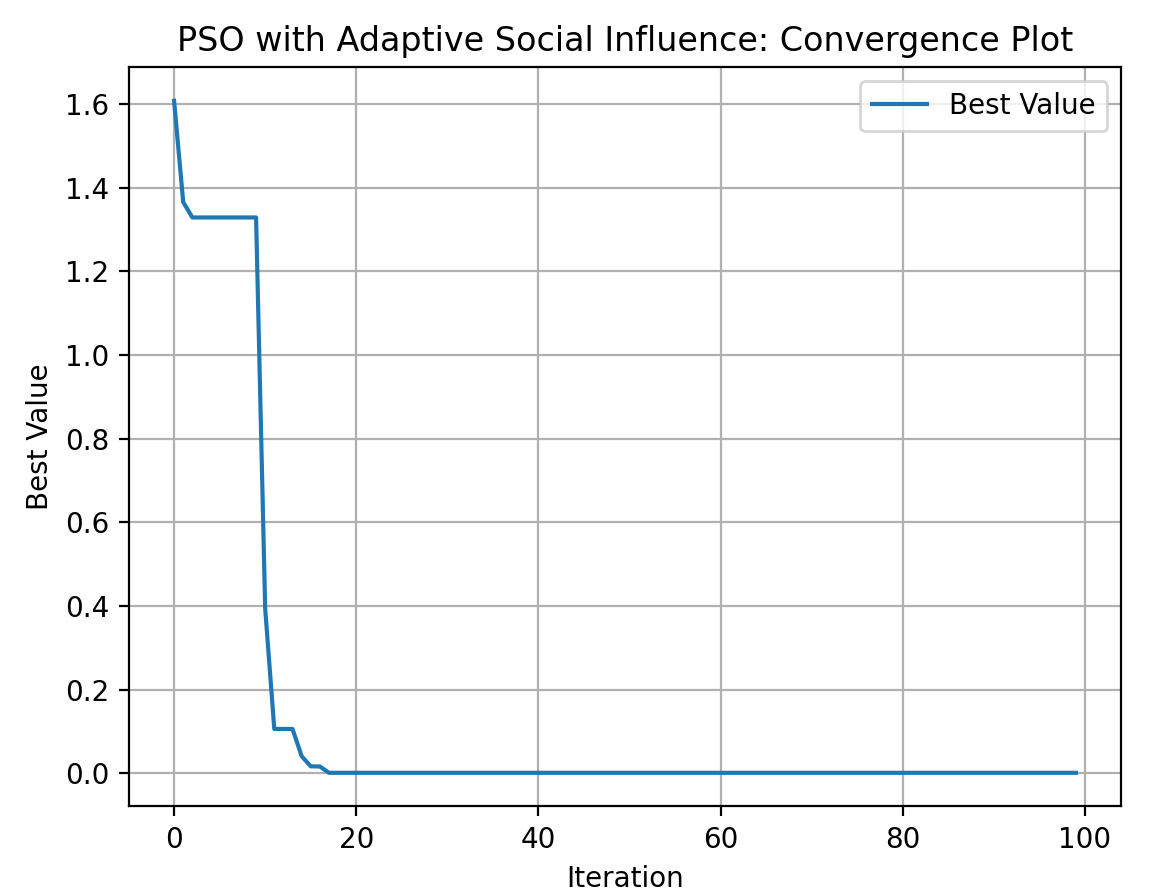 PSO with Adaptive Social Influence: Convergence Plot
Best Value
1.6
1.4
1.2
1.0
0.8
0.6
0.4
0.2
0.0
Best Value
0 20 40 60 80 100
Iteration